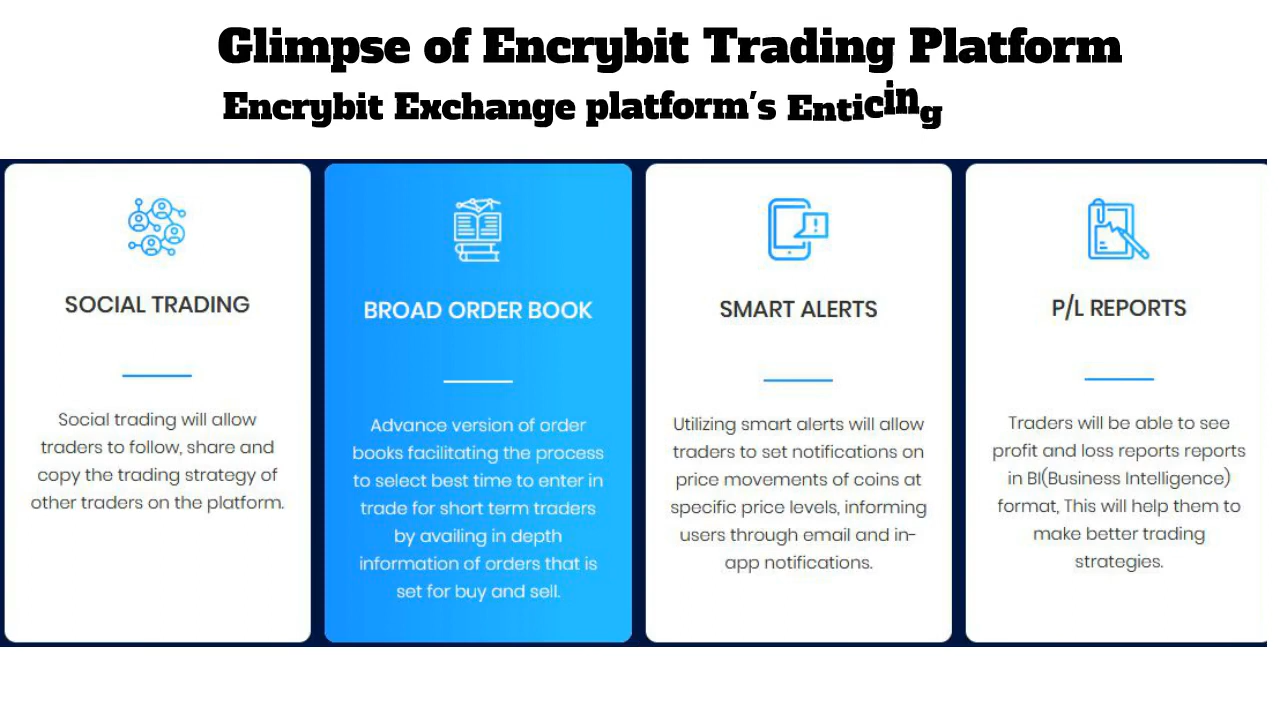 Glimpse of Encrybit Trading Platform
Encrybit Exchange platform's Enticing
SOCIAL TRADING
Social trading will allow
traders to follow, share and
copy the trading strategy of
other traders on the platform.
BROAD ORDER BOOK
Advance version of order
books facilitating the process
to select best time to enter in
trade for short term traders
by availing in depth
information of orders that is
set for buy and sell.
SMART ALERTS
Utilizing smart alerts will allow
traders to set notifications on
price movements of coins at
specific price levels, informing
users through email and in-
app notifications.
P/L REPORTS
Traders will be able to see
profit and loss reports reports
in BI(Business Intelligence)
format, This will help them to
make better trading
strategies.